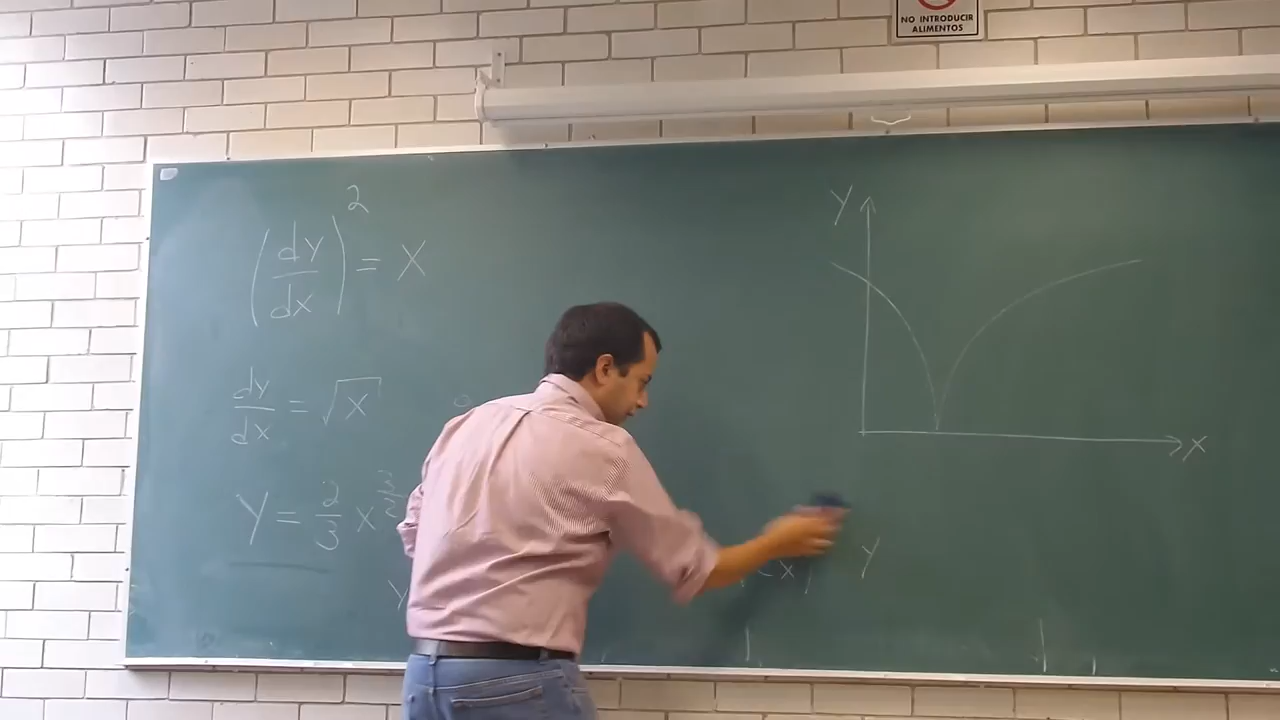 NO INTRODUCIR
ALIMENTOS
(dy/dx)² = x
dy/dx = √x
y = 2/3 x^3/2
y
x
y